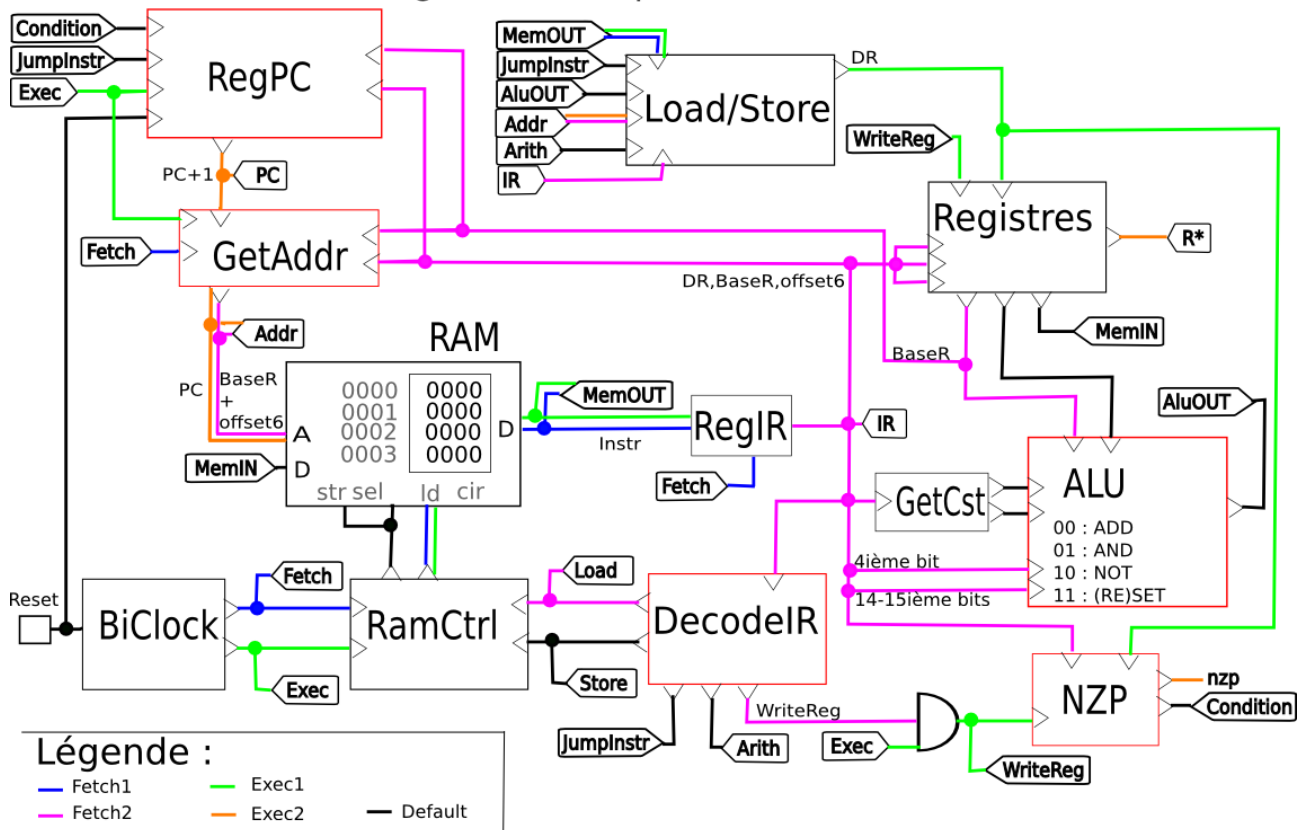 Condition
JumpInstr
Exec
RegPC
PC+1
PC
MemOUT
JumpInstr
AluOUT
Addr
Arith
IR
Load/Store
DR
WriteReg
Registres
R*
Fetch
GetAddr
DR,BaseR,offset6
MemIN
Addr
RAM
BaseR
PC
BaseR
+
offset6
A
D
0000
0001
0002
0003
0000
0000
0000
0000
D
str sel ld cir
MemIN
MemOUT
Instr
RegIR
IR
Fetch
AluOUT
GetCst
ALU
00 : ADD
01 : AND
10 : NOT
11 : (RE)SET
4ième bit
14-15ième bits
Reset
BiClock
Fetch
Exec
RamCtrl
Load
Store
DecodeIR
JumpInstr
Arith
WriteReg
Exec
WriteReg
NZP
nzp
Condition
Légende :
Fetch1
Exec1
Fetch2
Exec2
Default